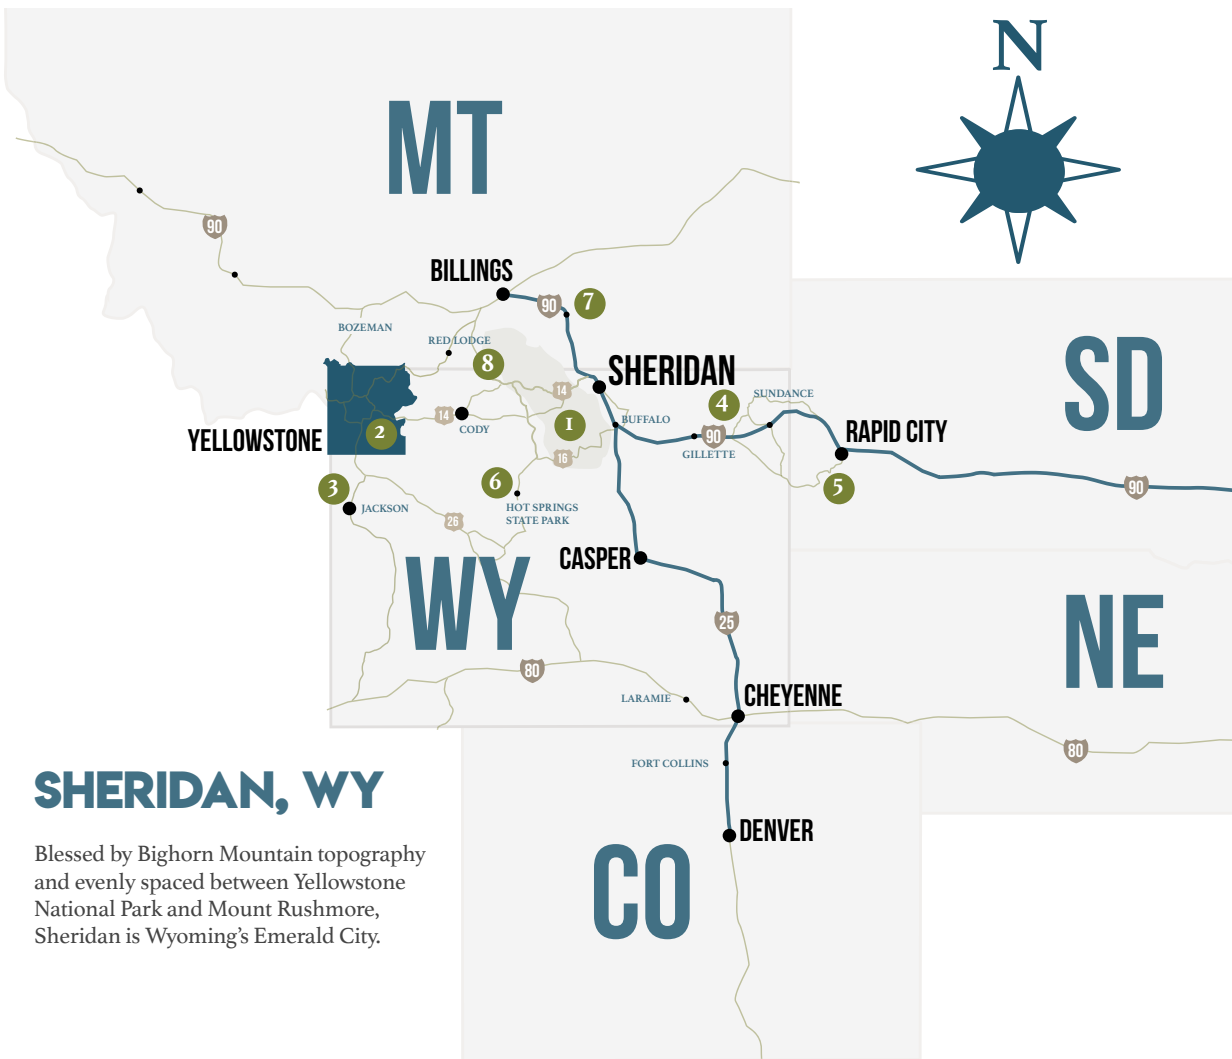 N
MT
90
BILLINGS
90
7
BOZEMAN
RED LODGE
8
SHERIDAN
SD
14
14
4
SUNDANCE
2
CODY
1
BUFFALO
90
GILLETTE
RAPID CITY
YELLOWSTONE
16
3
6
5
90
JACKSON
HOT SPRINGS
STATE PARK
26
CASPER
WY
NE
25
80
LARAMIE
CHEYENNE
80
FORT COLLINS
SHERIDAN, WY
DENVER
CO
Blessed by Bighorn Mountain topography
and evenly spaced between Yellowstone
National Park and Mount Rushmore,
Sheridan is Wyoming's Emerald City.